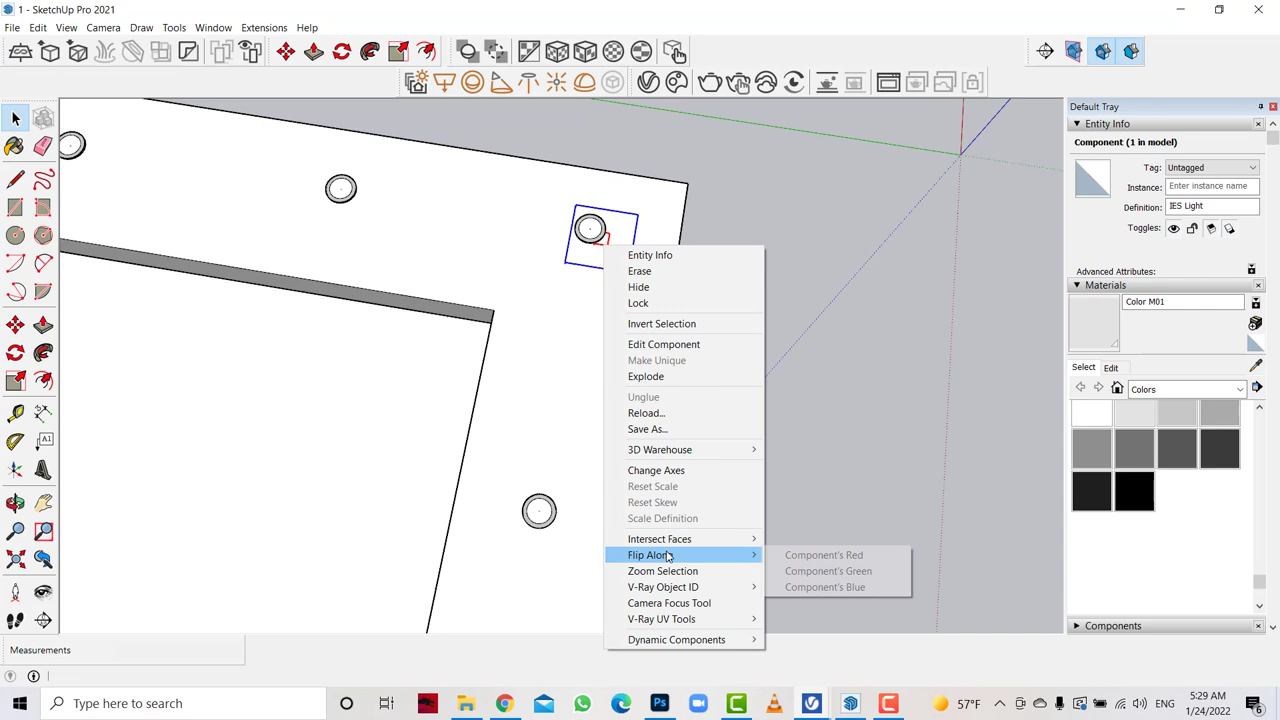 1 - SketchUp Pro 2021
File Edit View Camera Draw Tools Window Extensions Help
Default Tray
Entity Info
Component (1 in model)
Tag: Untagged
Instance: Enter instance name
Definition: IES Light
Toggles:
Advanced Attributes:
Materials
Color M01
Select Edit
Colors
Components
Entity Info
Erase
Hide
Lock
Invert Selection
Edit Component
Make Unique
Explode
Unglue
Reload...
Save As...
3D Warehouse
Change Axes
Reset Scale
Reset Skew
Scale Definition
Intersect Faces
Flip Along
Component's Red
Component's Green
Component's Blue
Zoom Selection
V-Ray Object ID
Camera Focus Tool
V-Ray UV Tools
Dynamic Components
A1
Measurements
Type here to search
57°F
ENG
5:29 AM
1/24/2022
6